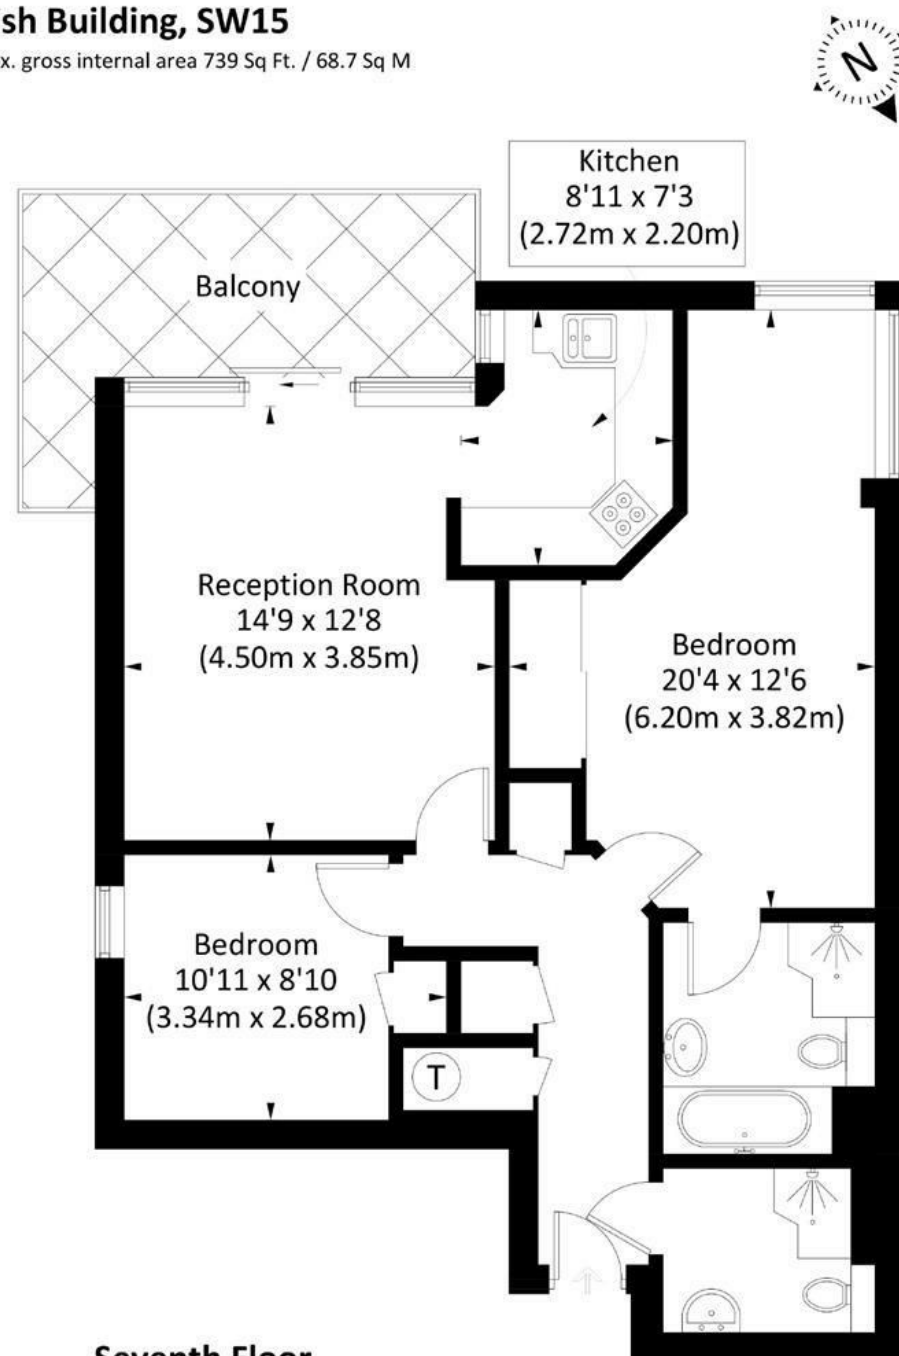 sh Building, SW15
x. gross internal area 739 Sq Ft. / 68.7 Sq M
N
Kitchen
8'11 x 7'3
(2.72m x 2.20m)
Balcony
Reception Room
14'9 x 12'8
(4.50m x 3.85m)
Bedroom
20'4 x 12'6
(6.20m x 3.82m)
Bedroom
10'11 x 8'10
(3.34m x 2.68m)
T
Seventh Floor